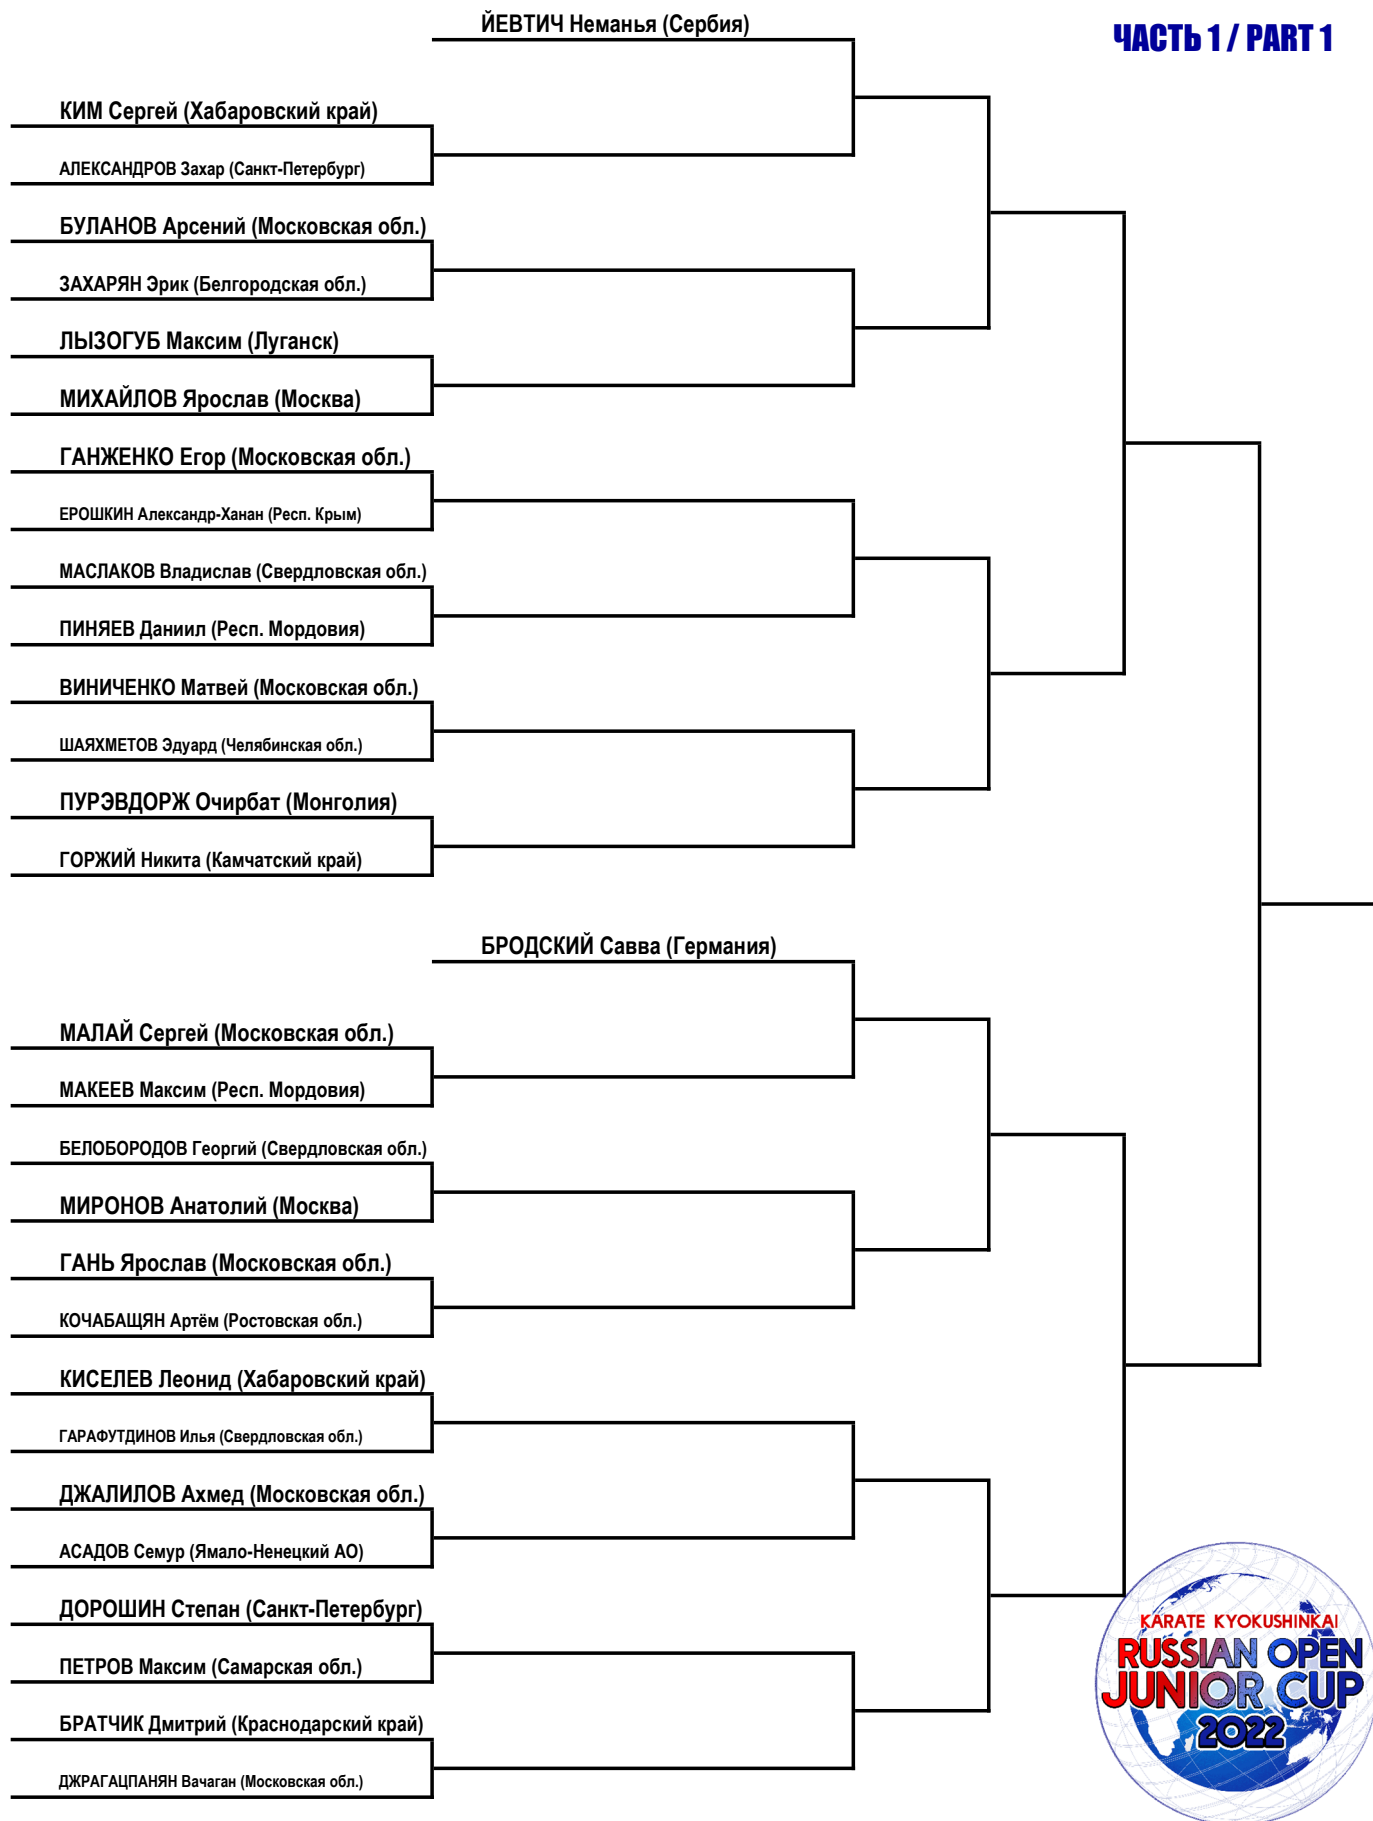 ЙЕВТИЧ Неманья (Сербия)
ЧАСТЬ 1 / PART 1
КИМ Сергей (Хабаровский край)
АЛЕКСАНДРОВ Захар (Санкт-Петербург)
БУЛАНОВ Арсений (Московская обл.)
ЗАХАРЯН Эрик (Белгородская обл.)
ЛЫЗОГУБ Максим (Луганск)
МИХАЙЛОВ Ярослав (Москва)
ГАНЖЕНКО Егор (Московская обл.)
ЕРОШКИН Александр-Ханан (Респ. Крым)
МАСЛАКОВ Владислав (Свердловская обл.)
ПИНЯЕВ Даниил (Респ. Мордовия)
ВИНИЧЕНКО Матвей (Московская обл.)
ШАЯХМЕТОВ Эдуард (Челябинская обл.)
ПУРЭВДОРЖ Очирбат (Монголия)
ГОРЖИЙ Никита (Камчатский край)
БРОДСКИЙ Савва (Германия)
МАЛАЙ Сергей (Московская обл.)
МАКЕЕВ Максим (Респ. Мордовия)
БЕЛОБОРОДОВ Георгий (Свердловская обл.)
МИРОНОВ Анатолий (Москва)
ГАНЬ Ярослав (Московская обл.)
КОЧАБАЩЯН Артём (Ростовская обл.)
КИСЕЛЕВ Леонид (Хабаровский край)
ГАРАФУТДИНОВ Илья (Свердловская обл.)
ДЖАЛИЛОВ Ахмед (Московская обл.)
АСАДОВ Семур (Ямало-Ненецкий АО)
ДОРОШИН Степан (Санкт-Петербург)
ПЕТРОВ Максим (Самарская обл.)
БРАТЧИК Дмитрий (Краснодарский край)
ДЖРАГАЦПАНЯН Вачаган (Московская обл.)
KARATE KYOKUSHINKAI
RUSSIAN OPEN
JUNIOR CUP
2022